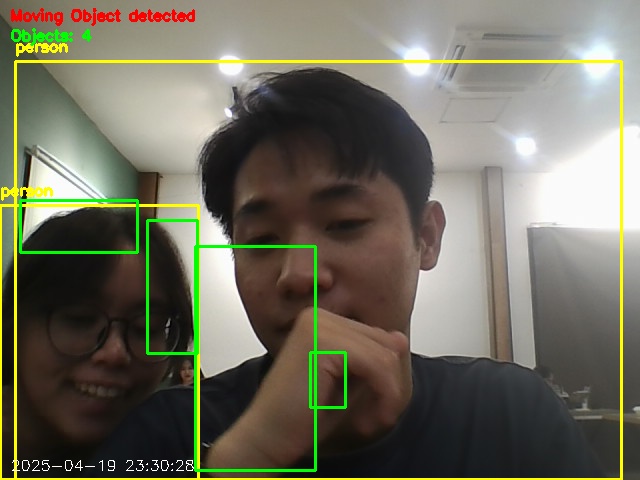 Moving Object detected
Objects: 4
person
person
2025-04-19 23:30:28